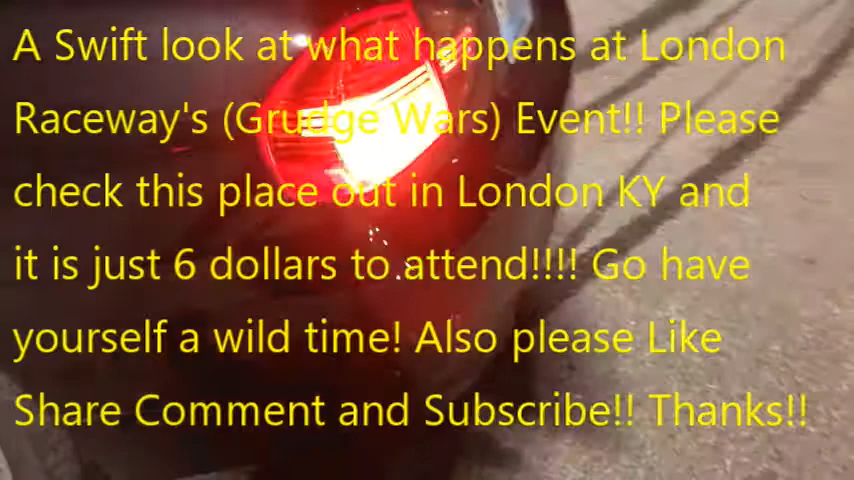 A Swift look at what happens at London
Raceway's (Grudge Wars) Event!! Please
check this place out in London KY and
it is just 6 dollars to attend!!!! Go have
yourself a wild time! Also please Like
Share Comment and Subscribe!! Thanks!!